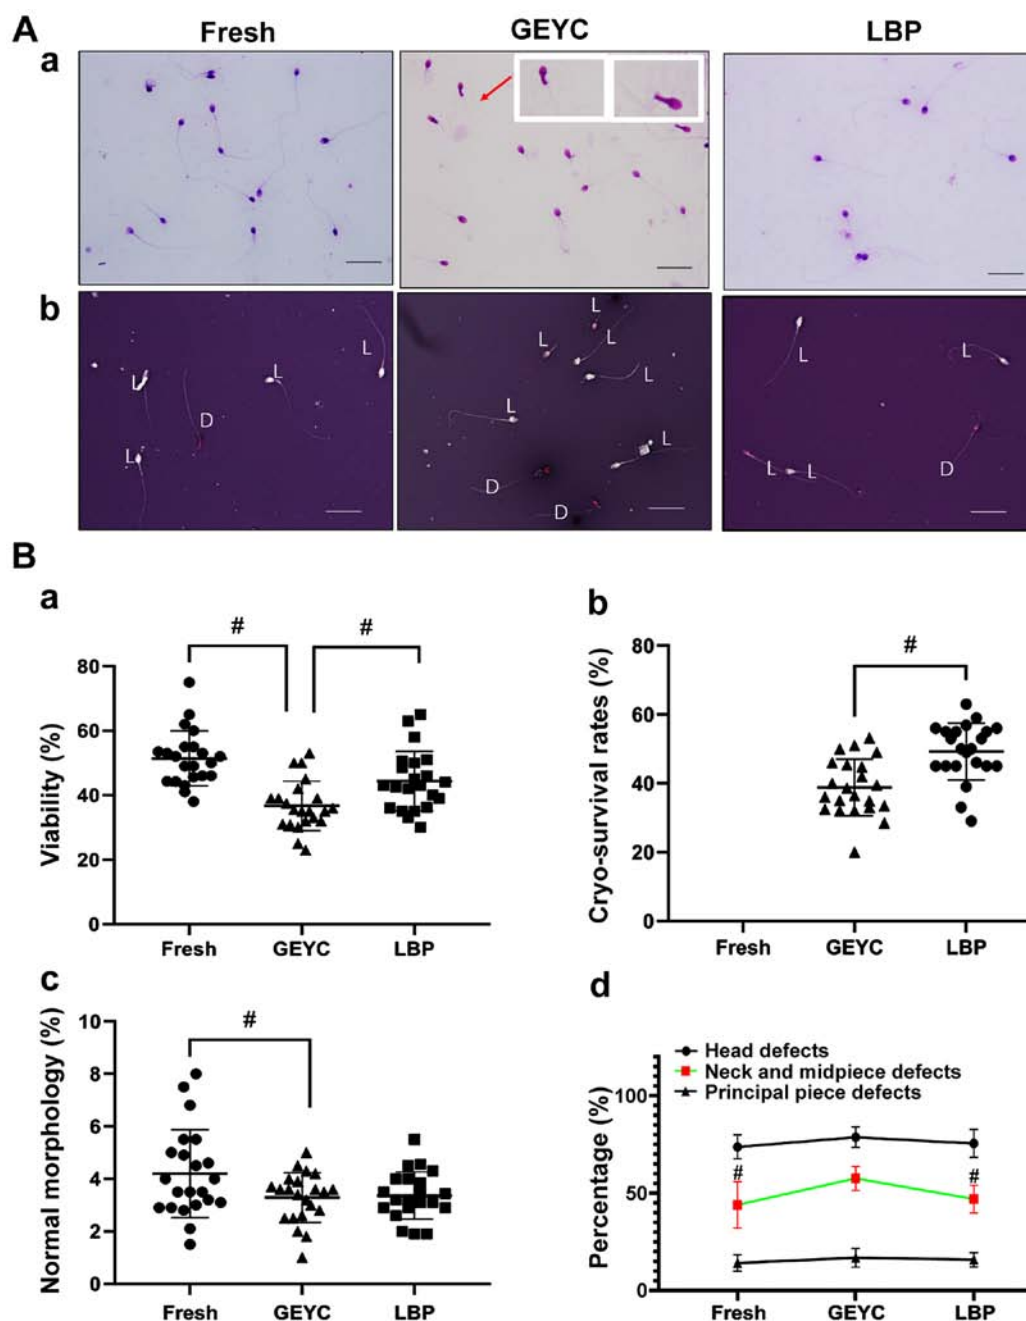 A
Fresh
GEYC
LBP
a
b
L
L
L
L
D
L
L
L
L
L
L
D
D
L
L
L
L
D
B
a
#
#
Viability (%)
80
60
40
20
0
Fresh
GEYC
LBP
b
#
Cryo-survival rates (%)
80
60
40
20
0
Fresh
GEYC
LBP
c
#
Normal morphology (%)
10
8
6
4
2
0
Fresh
GEYC
LBP
d
Head defects
Neck and midpiece defects
Principal piece defects
Percentage (%)
100
50
0
#
#
Fresh
GEYC
LBP